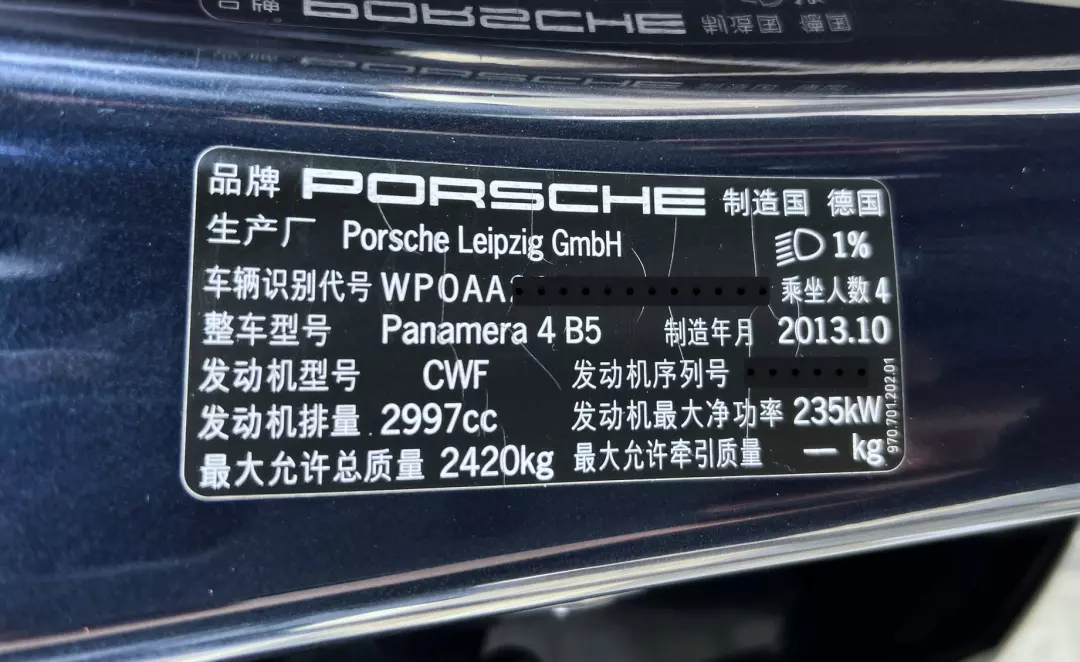 品牌 PORSCHE 制造国 德国
生产厂 Porsche Leipzig GmbH 1%
车辆识别代号 WP0AA 乘坐人数 4
整车型号 Panamera 4 B5 制造年月 2013.10
发动机型号 CWF 发动机序列号
发动机排量 2997cc 发动机最大净功率 235kW
最大允许总质量 2420kg 最大允许牵引质量 — kg
970.701.202.01